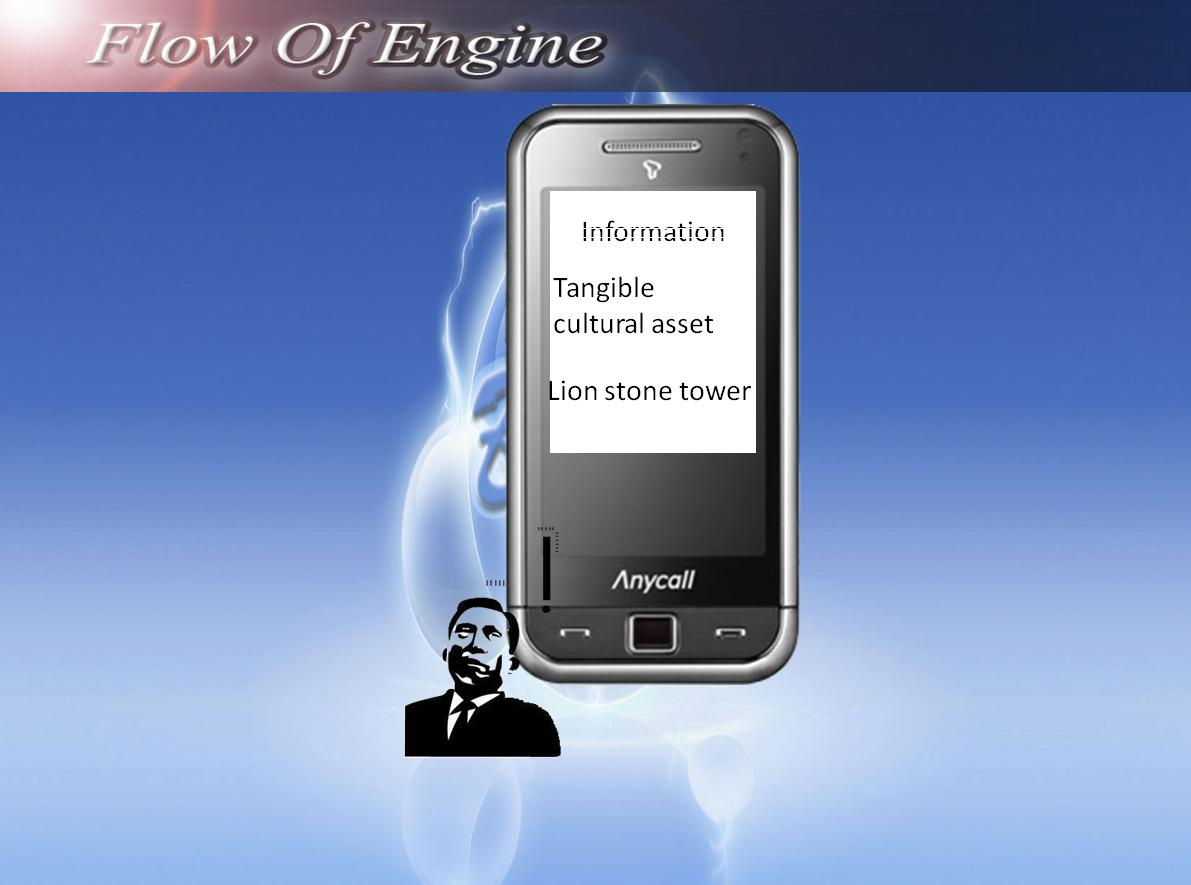 Flow Of Engine
Information
Tangible
cultural asset
Lion stone tower
Anycall